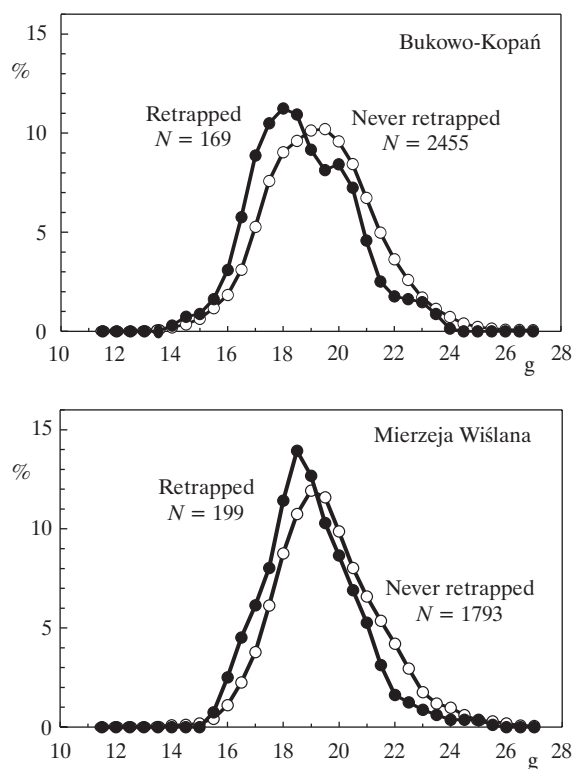 15
Bukowo-Kopań
%
Retrapped
N = 169
Never retrapped
N = 2455
10
5
0
10 12 14 16 18 20 22 24 26 28
g
15
Mierzeja Wiślana
%
Retrapped
N = 199
10
Never retrapped
N = 1793
5
0
10 12 14 16 18 20 22 24 26 28
g